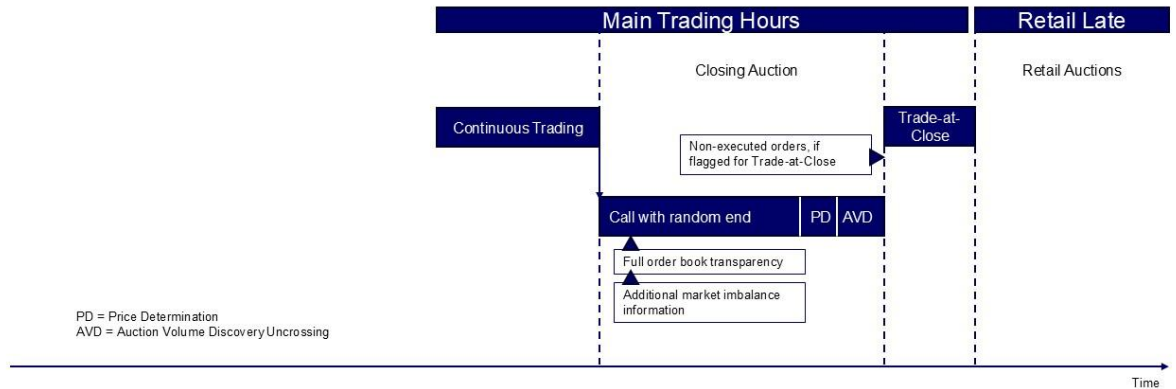 Main Trading Hours
Retail Late
Closing Auction
Retail Auctions
Continuous Trading
Trade-at-
Close
Non-executed orders, if
flagged for Trade-at-Close
Call with random end
PD
AVD
Full order book transparency
Additional market imbalance
information
PD = Price Determination
AVD = Auction Volume Discovery Uncrossing
Time